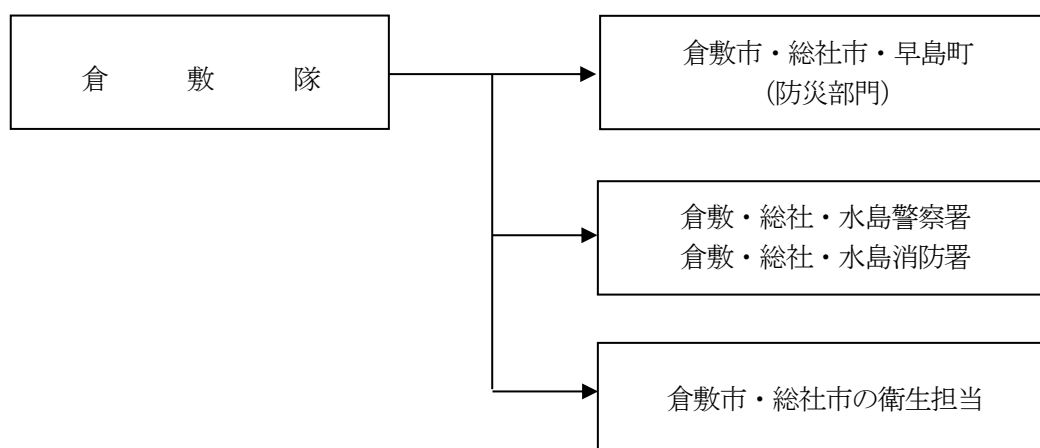 倉敷隊
倉敷市・総社市・早島町
(防災部門)
倉敷・総社・水島警察署
倉敷・総社・水島消防署
倉敷市・総社市の衛生担当